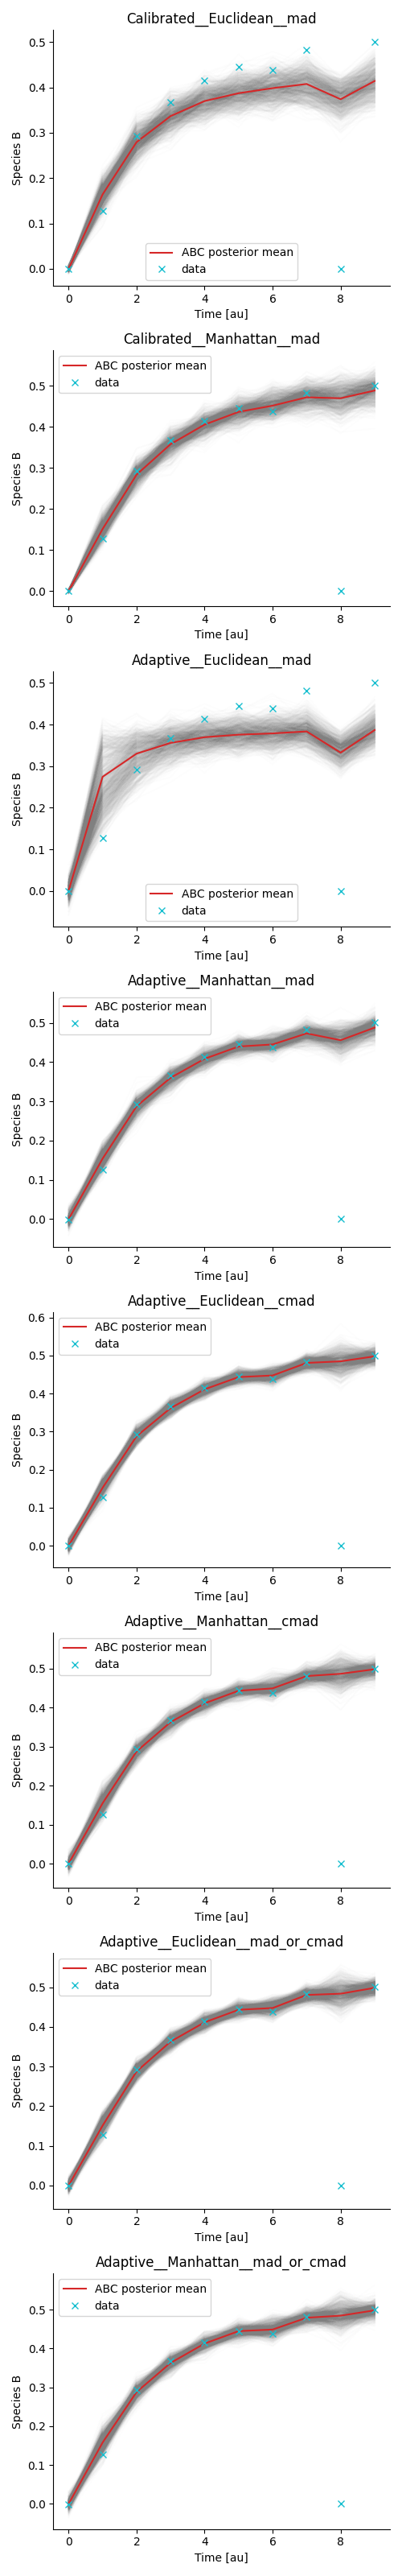 Calibrated__Euclidean__mad
0.5
0.4
0.3
0.2
0.1
0.0
Species B
ABC posterior mean
data
0 2 4 6 8
Time [au]
Calibrated__Manhattan__mad
ABC posterior mean
data
0.5
0.4
0.3
0.2
0.1
0.0
Species B
0 2 4 6 8
Time [au]
Adaptive__Euclidean__mad
0.5
0.4
0.3
0.2
0.1
0.0
Species B
ABC posterior mean
data
0 2 4 6 8
Time [au]
Adaptive__Manhattan__mad
ABC posterior mean
data
0.5
0.4
0.3
0.2
0.1
0.0
Species B
0 2 4 6 8
Time [au]
Adaptive__Euclidean__cmad
ABC posterior mean
data
0.6
0.5
0.4
0.3
0.2
0.1
0.0
Species B
0 2 4 6 8
Time [au]
Adaptive__Manhattan__cmad
ABC posterior mean
data
0.5
0.4
0.3
0.2
0.1
0.0
Species B
0 2 4 6 8
Time [au]
Adaptive__Euclidean__mad_or_cmad
ABC posterior mean
data
0.5
0.4
0.3
0.2
0.1
0.0
Species B
0 2 4 6 8
Time [au]
Adaptive__Manhattan__mad_or_cmad
ABC posterior mean
data
0.5
0.4
0.3
0.2
0.1
0.0
Species B
0 2 4 6 8
Time [au]